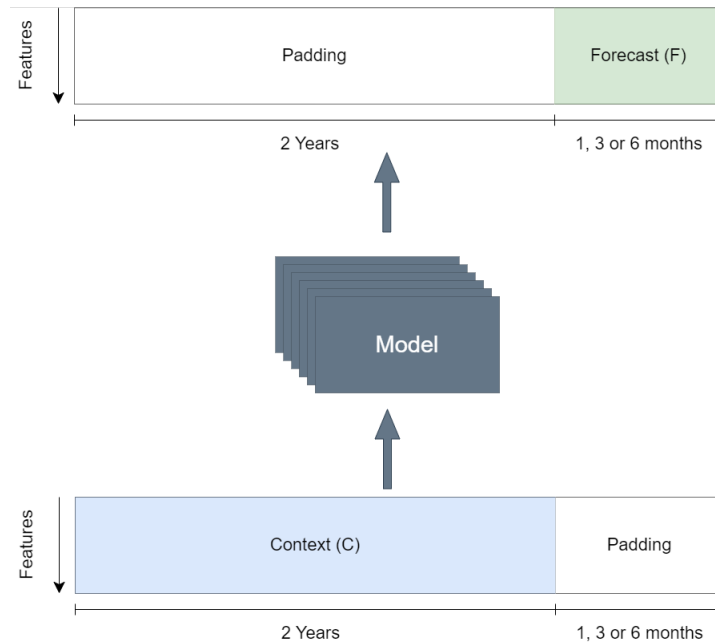 Features
Padding
Forecast (F)
2 Years
1, 3 or 6 months
Model
Features
Context (C)
Padding
2 Years
1, 3 or 6 months